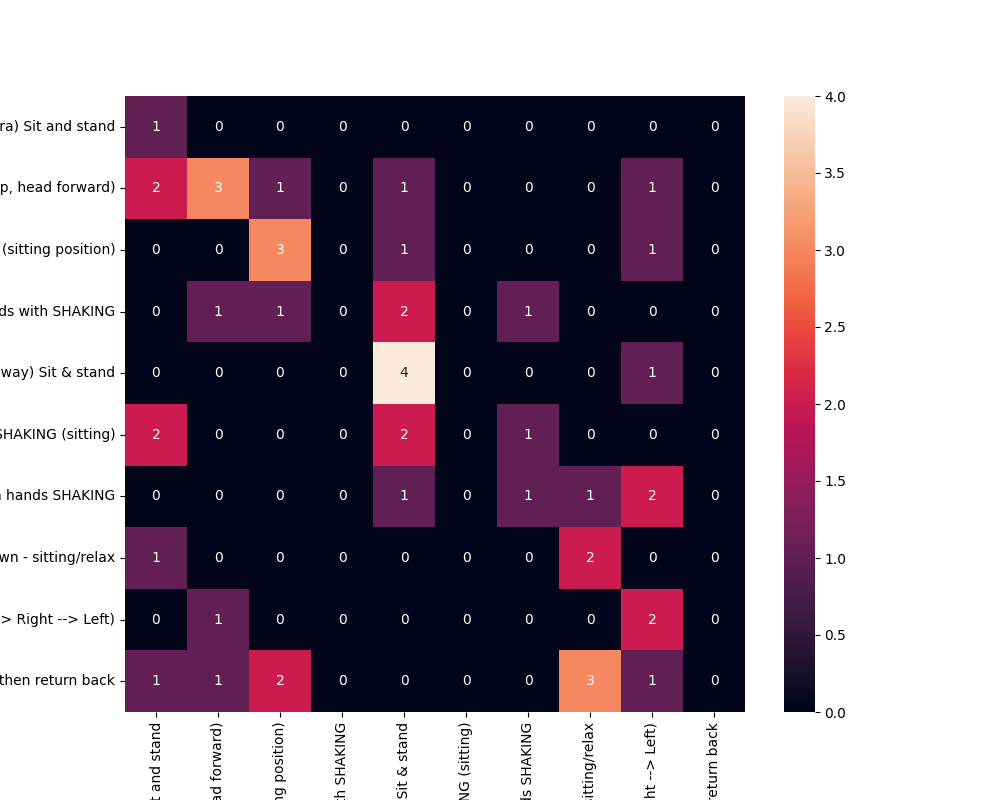 ra) Sit and stand 1 0 0 0 0 0 0 0 0 0
p, head forward) 2 3 1 0 1 0 0 0 1 0
(sitting position) 0 0 3 0 1 0 0 0 1 0
ds with SHAKING 0 1 1 0 2 0 1 0 0 0
way) Sit & stand 0 0 0 0 4 0 0 0 1 0
SHAKING (sitting) 2 0 0 0 2 0 1 0 0 0
hands SHAKING 0 0 0 0 1 0 1 1 2 0
wn - sitting/relax 1 0 0 0 0 0 0 2 0 0
> Right --> Left) 0 1 0 0 0 0 0 0 2 0
then return back 1 1 2 0 0 0 0 3 1 0
t and stand
ad forward)
ng position)
h SHAKING
Sit & stand
NG (sitting)
ds SHAKING
sitting/relax
ht --> Left)
return back
4.0
3.5
3.0
2.5
2.0
1.5
1.0
0.5
0.0